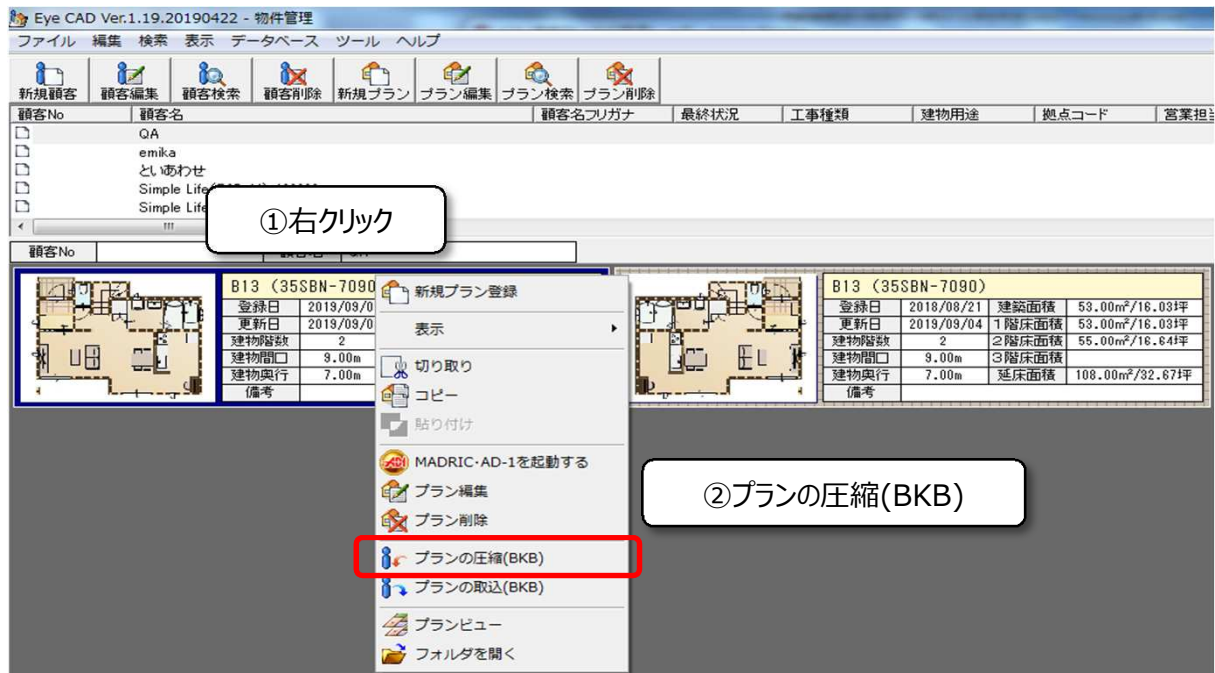 Eye CAD Ver.1.19.20190422 - 物件管理
ファイル 編集 検索 表示 データベース ツール ヘルプ
新規顧客 顧客編集 顧客検索 顧客削除 新規プラン プラン編集 プラン検索 プラン削除
顧客No 顧客名 顧客名フリガナ 最終状況 工事種類 建物用途 拠点コード 営業担当
QA
emika
といあわせ
Simple Life
Simple Life
①右クリック
顧客No
B13 (35SBN-7090
登録日 2019/09/0
更新日 2019/09/0
建物階数 2
建物間口 9.00m
建物奥行 7.00m
備考
B13 (35SBN-7090)
登録日 2018/08/21 建築面積 53.00m²/16.03坪
更新日 2019/09/04 1階床面積 53.00m²/16.03坪
建物階数 2 2階床面積 55.00m²/16.64坪
建物間口 9.00m 3階床面積
建物奥行 7.00m 延床面積 108.00m²/32.67坪
備考
新規プラン登録
表示
切り取り
コピー
貼り付け
MADRIC・AD-1を起動する
プラン編集
プラン削除
プランの圧縮(BKB)
プランの取込(BKB)
プランビュー
フォルダを開く
②プランの圧縮(BKB)